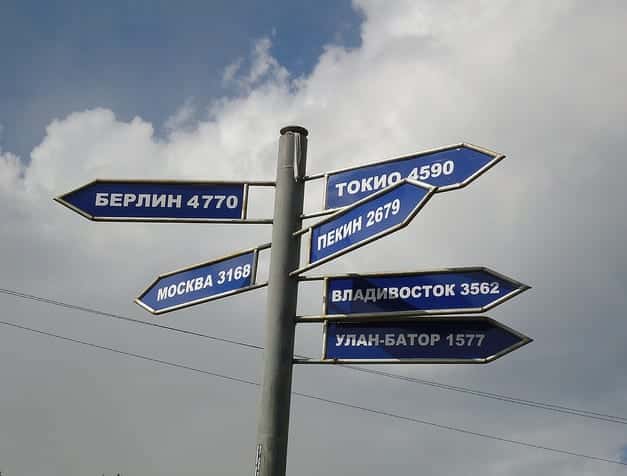 БЕРЛИН 4770
МОСКВА 3168
ТОКИО 4590
ПЕКИН 2679
ВЛАДИВОСТОК 3562
УЛАН-БАТОР 1577